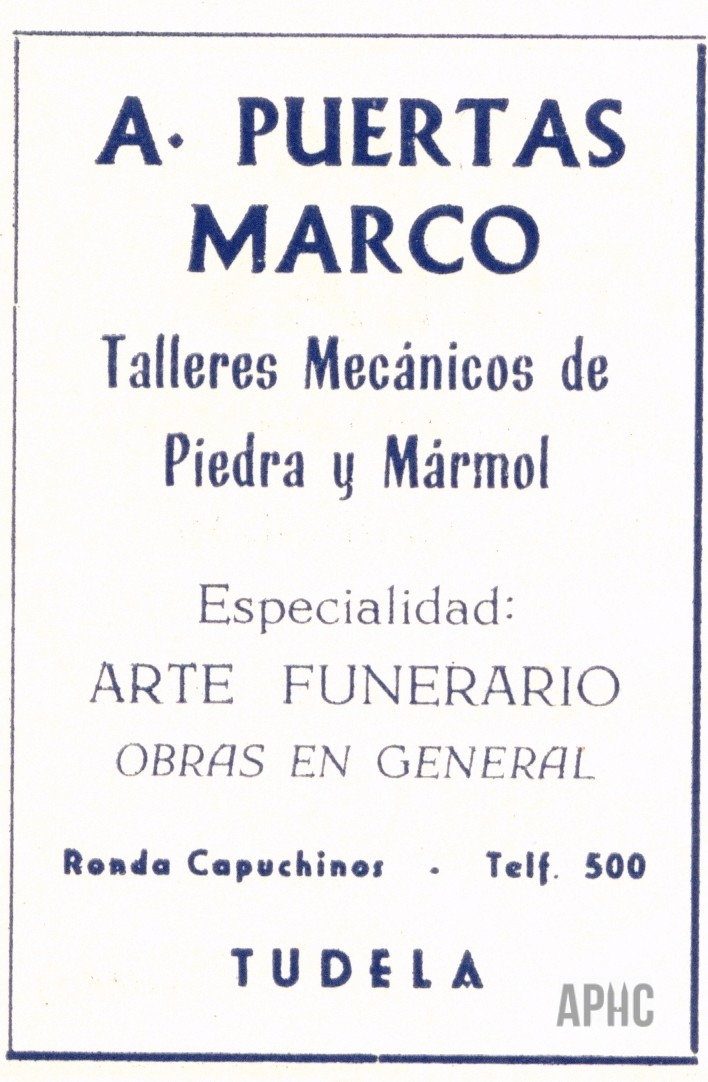 A. PUERTAS
MARCO
Talleres Mecánicos de
Piedra y Mármol
Especialidad:
ARTE FUNERARIO
OBRAS EN GENERAL
Ronda Capuchinos - Telf. 500
TUDELA
APHC